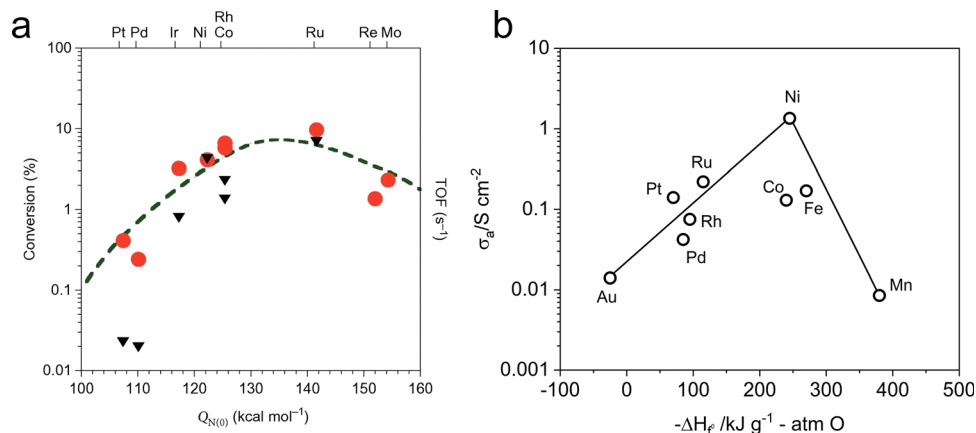 a
Rh
Pt Pd Ir Ni Co Ru Re Mo
100
10
1
0.1
0.01
Conversion (%)
TOF (s⁻¹)
100 110 120 130 140 150 160
Q_N(0) (kcal mol⁻¹)
b
10
1
0.1
0.01
0.001
σₐ/S cm⁻²
Ni
Ru
Pt
Co
Fe
Rh
Pd
Au
Mn
-100 0 100 200 300 400 500
-ΔH_f⁰ /kJ g⁻¹ - atm O